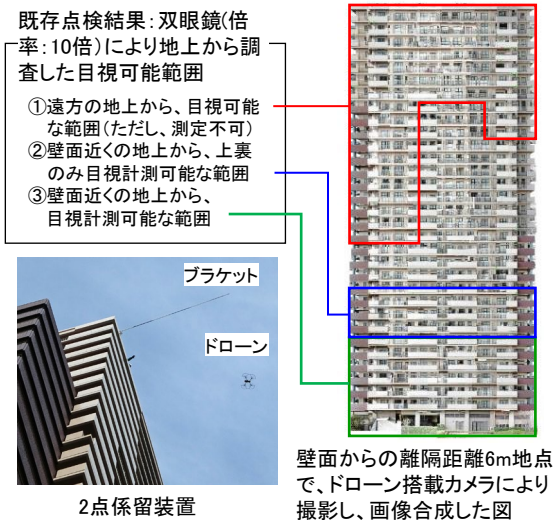 既存点検結果：双眼鏡(倍
率：10倍)により地上から調
査した目視可能範囲
①遠方の地上から、目視可能
な範囲(ただし、測定不可)
②壁面近くの地上から、上裏
のみ目視計測可能な範囲
③壁面近くの地上から、
目視計測可能な範囲
ブラケット
ドローン
2点係留装置
壁面からの離隔距離6m地点
で、ドローン搭載カメラにより
撮影し、画像合成した図